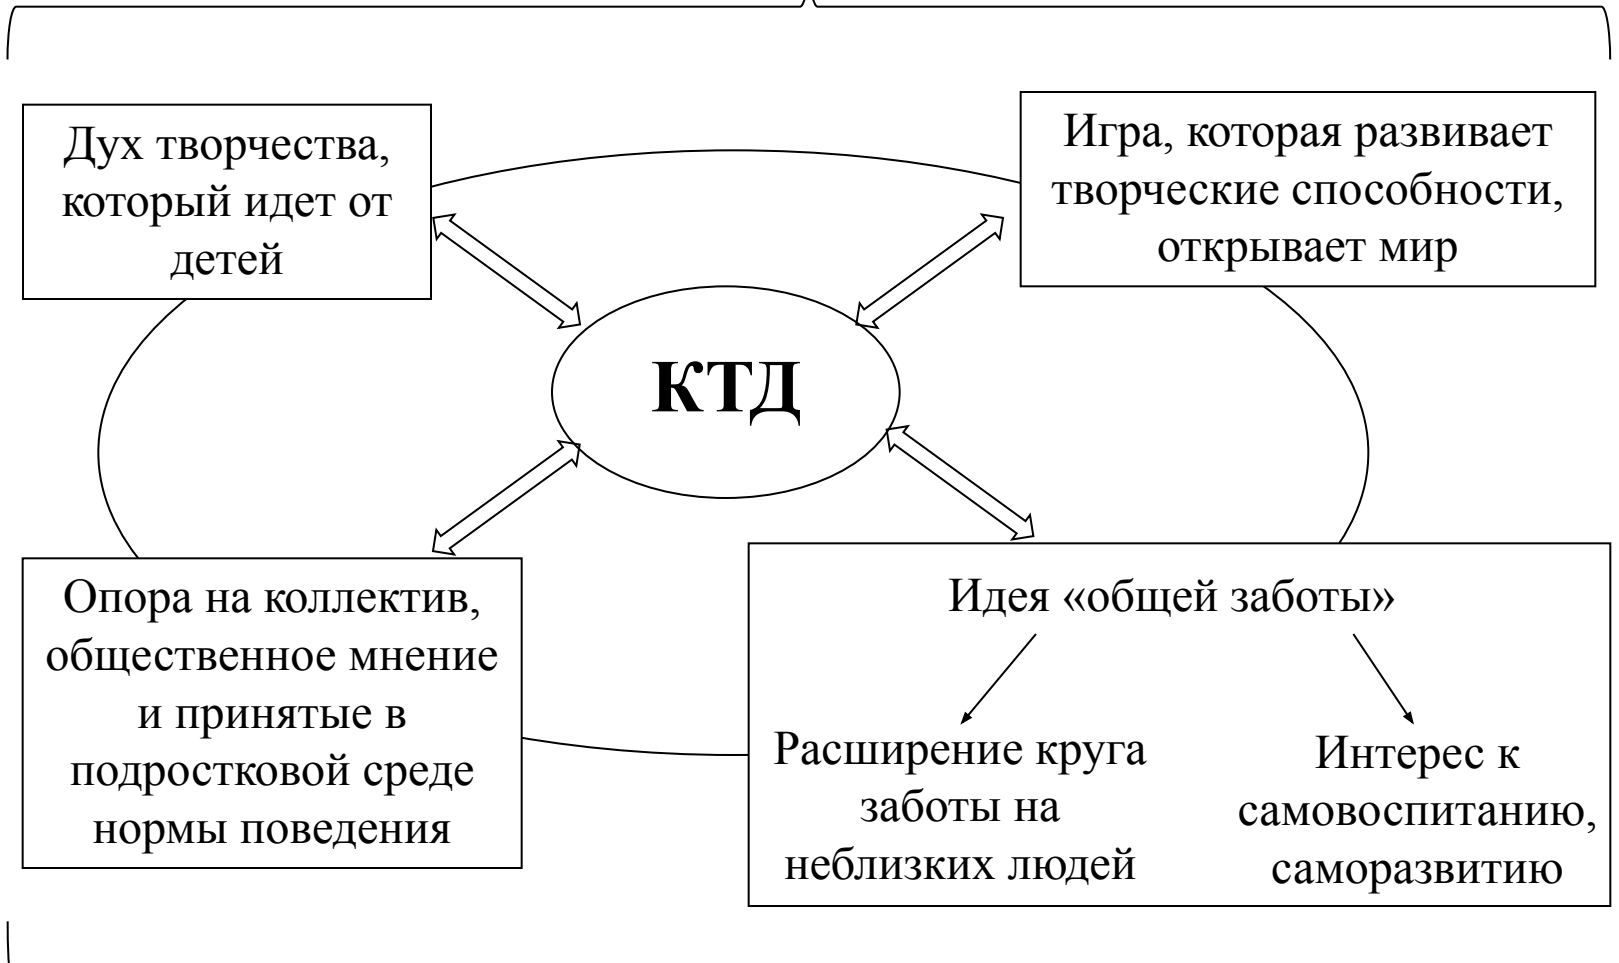 Дух творчества,
который идет от
детей
Игра, которая развивает
творческие способности,
открывает мир
КТД
Опора на коллектив,
общественное мнение
и принятые в
подростковой среде
нормы поведения
Идея «общей заботы»
Расширение круга
заботы на
неблизких людей
Интерес к
самовоспитанию,
саморазвитию